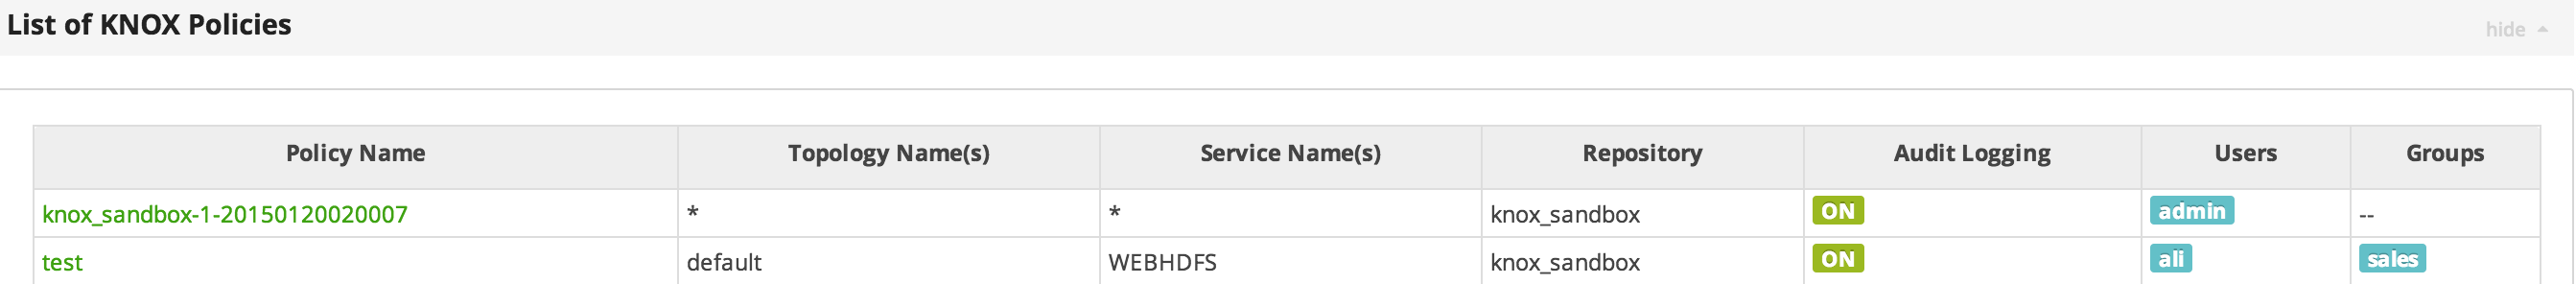 List of KNOX Policies hide
Policy Name Topology Name(s) Service Name(s) Repository Audit Logging Users Groups
knox_sandbox-1-20150120020007 * * knox_sandbox ON admin --
test default WEBHDFS knox_sandbox ON ali sales